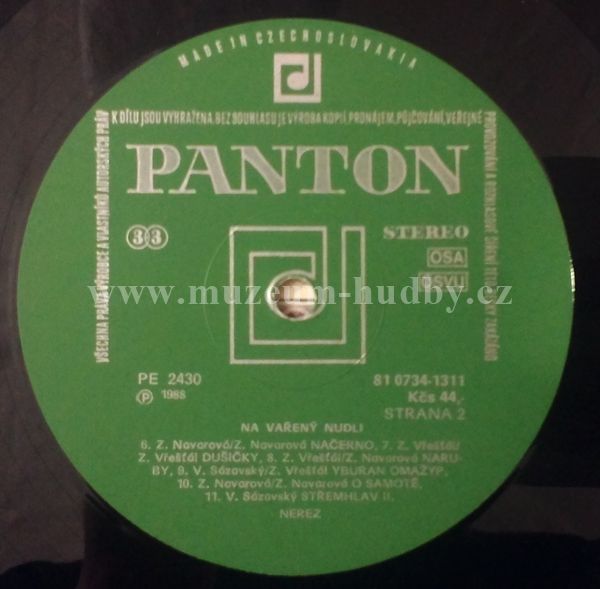 MADE IN CZECHOSLOVAKIA
VŠECHNA PRÁVA VÝROBCE A VLASTNÍKŮ AUTORSKÝCH PRÁV
K DÍLU JSOU VYHRAŽENA. BEZ SOUHLASU JE VÝROBA KOPIÍ, PRONÁJEM, PŮJČOVÁNÍ, VEŘEJNÉ
PROVOZOVÁNÍ A ROZHLASOVÉ ŠÍŘENÍ TÉTO DESKY ZAKÁZÁNO
PANTON
33
STEREO
OSA
DSVU
www.muzeum-hudby.cz
PE 2430
Ⓟ 1988
81 0734-1311
Kčs 44,-
STRANA 2
NA VAŘENÝ NUDLI
6. Z. Navarová/Z. Navarová NAČERNO, 7. Z. Vřešťál/
Z. Vřešťál DUŠIČKY, 8. Z. Vřešťál/Z. Navarová NARU-
BY, 9. V. Sázavský/Z. Vřešťál YBURAN OMAŽYP,
10. Z. Navarová/Z. Navarová O SAMOTĚ,
11. V. Sázavský STŘEMHLAV II.
NEREZ